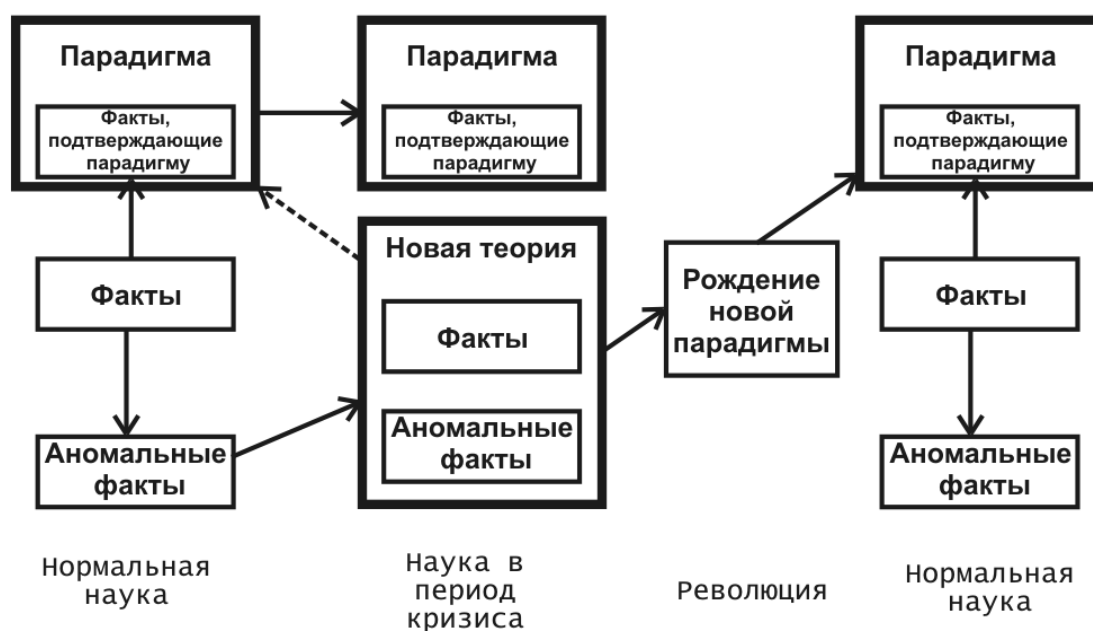 Парадигма
Факты,
подтверждающие
парадигму
Факты
Аномальные
факты
Нормальная
наука
Парадигма
Факты,
подтверждающие
парадигму
Новая теория
Факты
Аномальные
факты
Наука в
период
кризиса
Рождение
новой
парадигмы
Революция
Парадигма
Факты,
подтверждающие
парадигму
Факты
Аномальные
факты
Нормальная
наука